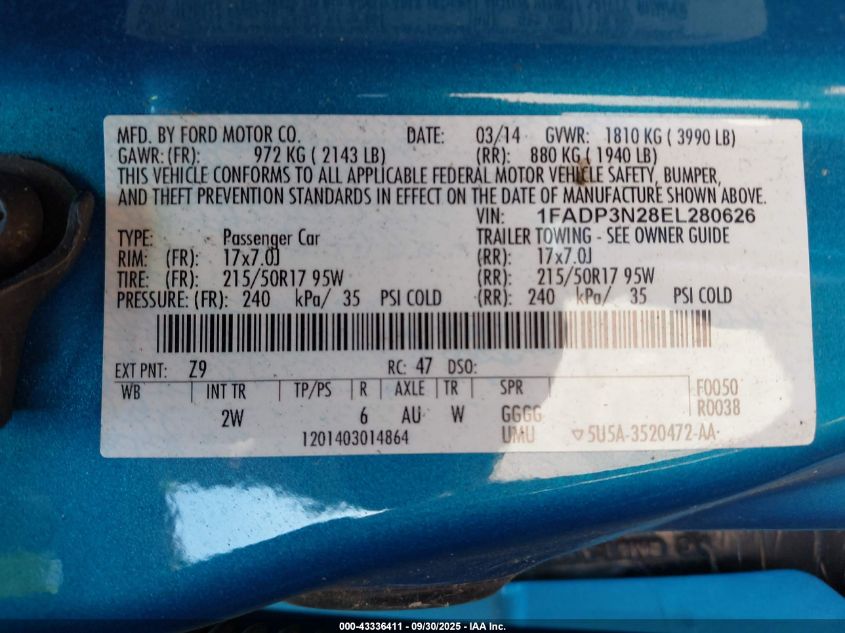 MFD. BY FORD MOTOR CO. DATE: 03/14 GVWR: 1810 KG ( 3990 LB)
GAWR:(FR): 972 KG ( 2143 LB) (RR): 880 KG ( 1940 LB)
THIS VEHICLE CONFORMS TO ALL APPLICABLE FEDERAL MOTOR VEHICLE SAFETY, BUMPER,
AND THEFT PREVENTION STANDARDS IN EFFECT ON THE DATE OF MANUFACTURE SHOWN ABOVE.
VIN: 1FADP3N28EL280626
TYPE: Passenger Car TRAILER TOWING - SEE OWNER GUIDE
RIM: (FR): 17x7.0J (RR): 17x7.0J
TIRE: (FR): 215/50R17 95W (RR): 215/50R17 95W
PRESSURE: (FR): 240 kPa/ 35 PSI COLD (RR): 240 kPa/ 35 PSI COLD
EXT PNT: Z9 RC: 47 DSO:
WB INT TR TP/PS R AXLE TR SPR F0050
2W 6 AU W GGGG R0038
1201403014864 UMU ▽5U5A-3520472-AA
000-43336411 - 09/30/2025 - IAA Inc.